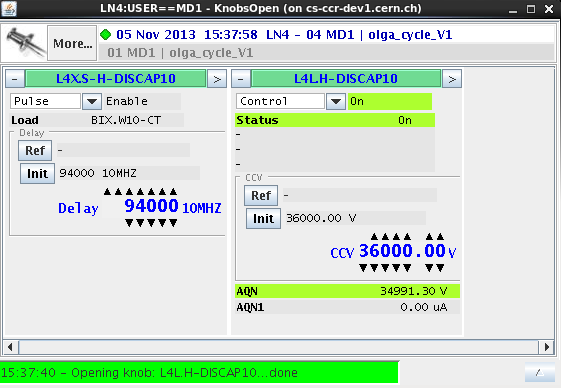 LN4:USER==MD1 - KnobsOpen (on cs-ccr-dev1.cern.ch)
More...
05 Nov 2013 15:37:58 LN4 - 04 MD1 | olga_cycle_V1
01 MD1 | olga_cycle_V1
- L4X.S-H-DISCAP10 >
Pulse Enable
Load BIX.W10-CT
Delay
Ref -
Init 94000 10MHZ
Delay 94000 10MHZ
- L4L.H-DISCAP10 >
Control On
Status On
-
-
-
CCV
Ref -
Init 36000.00 V
CCV 36000.00 V
AQN 34991.30 V
AQN1 0.00 uA
15:37:40 - Opening knob: L4L.H-DISCAP10...done